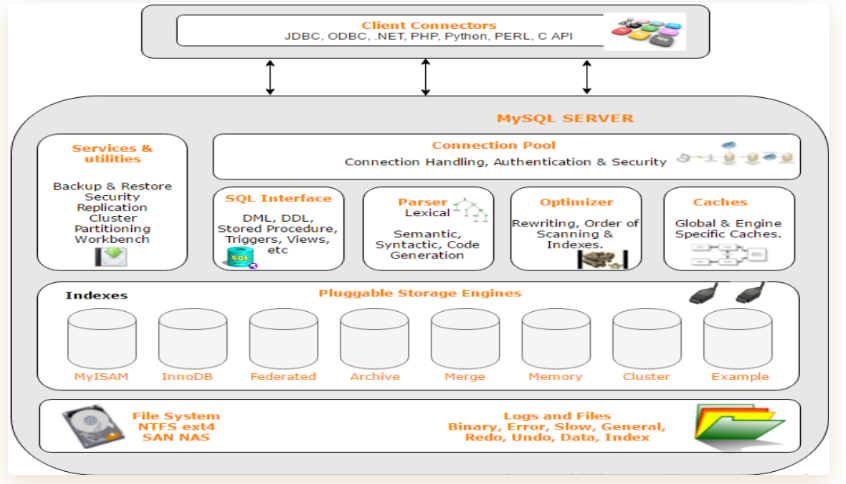 Client Connectors
JDBC, ODBC, .NET, PHP, Python, PERL, C API
MySQL SERVER
Services &
utilities
Backup & Restore
Security
Replication
Cluster
Partitioning
Workbench
Connection Pool
Connection Handling, Authentication & Security
SQL Interface
DML, DDL,
Stored Procedure,
Triggers, Views,
etc
SQL
Parser
Lexical
Semantic,
Syntactic, Code
Generation
Optimizer
Rewriting, Order of
Scanning &
Indexes.
Caches
Global & Engine
Specific Caches.
Indexes
Pluggable Storage Engines
MyISAM
InnoDB
Federated
Archive
Merge
Memory
Cluster
Example
File System
NTFS ext4
SAN NAS
Logs and Files
Binary, Error, Slow, General,
Redo, Undo, Data, Index